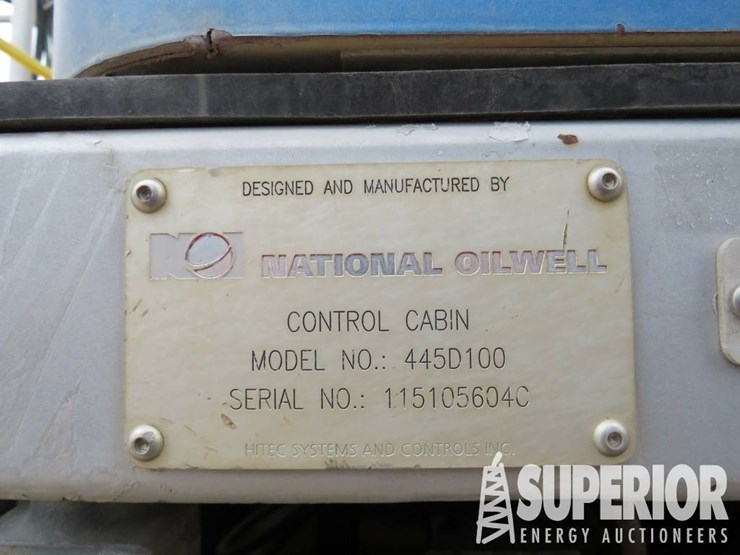 DESIGNED AND MANUFACTURED BY
NOI NATIONAL OILWELL
CONTROL CABIN
MODEL NO.: 445D100
SERIAL NO.: 115105604C
HITEC SYSTEMS AND CONTROLS INC.
SUPERIOR
ENERGY AUCTIONEERS